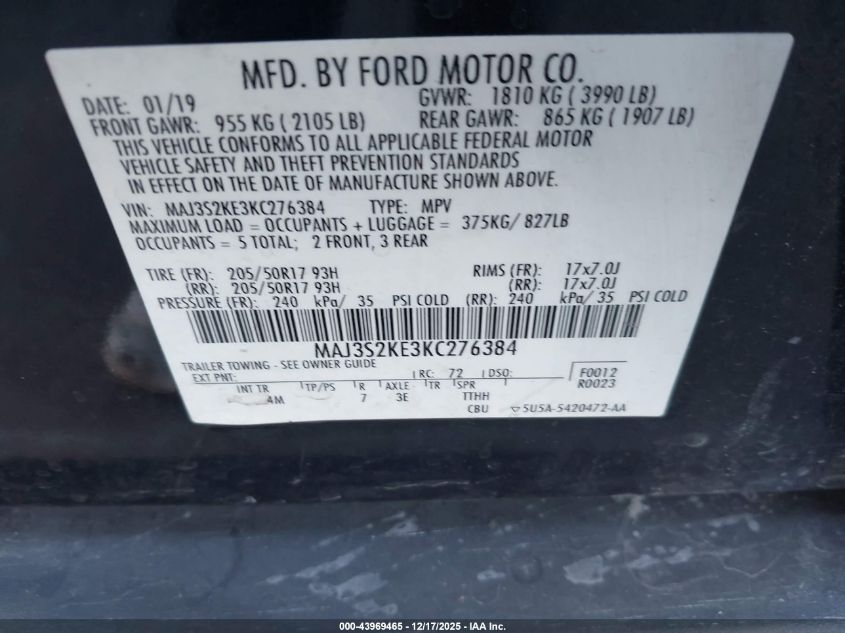 MFD. BY FORD MOTOR CO.
DATE: 01/19 GVWR: 1810 KG ( 3990 LB)
FRONT GAWR: 955 KG ( 2105 LB) REAR GAWR: 865 KG ( 1907 LB)
THIS VEHICLE CONFORMS TO ALL APPLICABLE FEDERAL MOTOR
VEHICLE SAFETY AND THEFT PREVENTION STANDARDS
IN EFFECT ON THE DATE OF MANUFACTURE SHOWN ABOVE.
VIN: MAJ3S2KE3KC276384 TYPE: MPV
MAXIMUM LOAD = OCCUPANTS + LUGGAGE = 375KG/ 827LB
OCCUPANTS = 5 TOTAL; 2 FRONT, 3 REAR
TIRE (FR): 205/50R17 93H RIMS (FR): 17x7.0J
(RR): 205/50R17 93H (RR): 17x7.0J
PRESSURE (FR): 240 kPa/ 35 PSI COLD (RR): 240 kPa/ 35 PSI COLD
MAJ3S2KE3KC276384
TRAILER TOWING - SEE OWNER GUIDE
EXT PNT: RC: 72 DSO: F0012
R0023
INT TR TP/PS R AXLE TR SPR
4M 7 3E TTHH
CBU 5U5A-5420472-AA
000-43969465 - 12/17/2025 - IAA Inc.